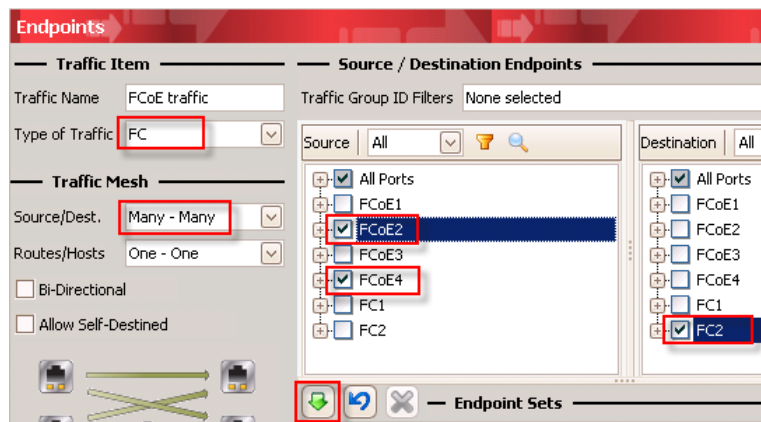 Endpoints
Traffic Item
Traffic Name FCoE traffic
Type of Traffic FC
Traffic Mesh
Source/Dest. Many - Many
Routes/Hosts One - One
Bi-Directional
Allow Self-Destined
Source / Destination Endpoints
Traffic Group ID Filters None selected
Source All
All Ports
FCoE1
FCoE2
FCoE3
FCoE4
FC1
FC2
Destination All
All Ports
FCoE1
FCoE2
FCoE3
FCoE4
FC1
FC2
Endpoint Sets